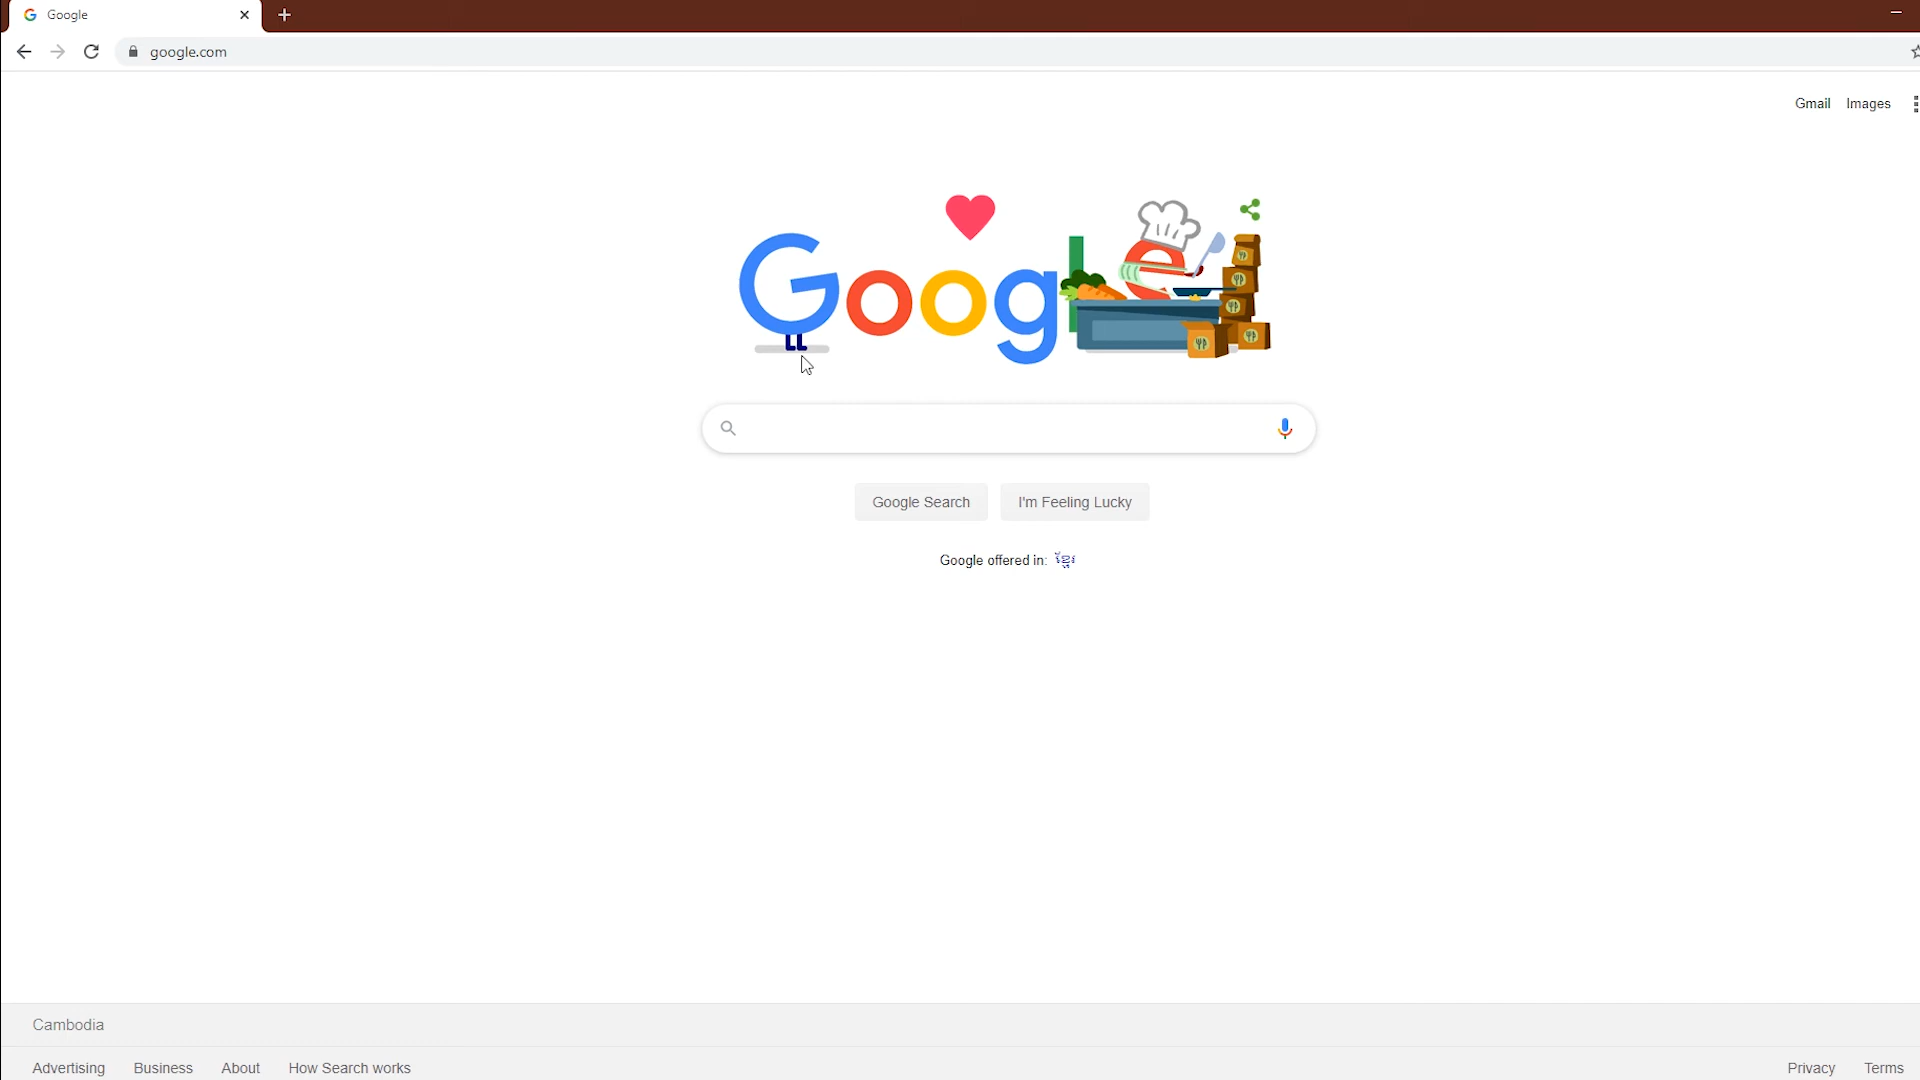 Google
google.com
Gmail Images
Google
Google Search I'm Feeling Lucky
Google offered in: ខ្មែរ
Cambodia
Advertising Business About How Search works Privacy Terms